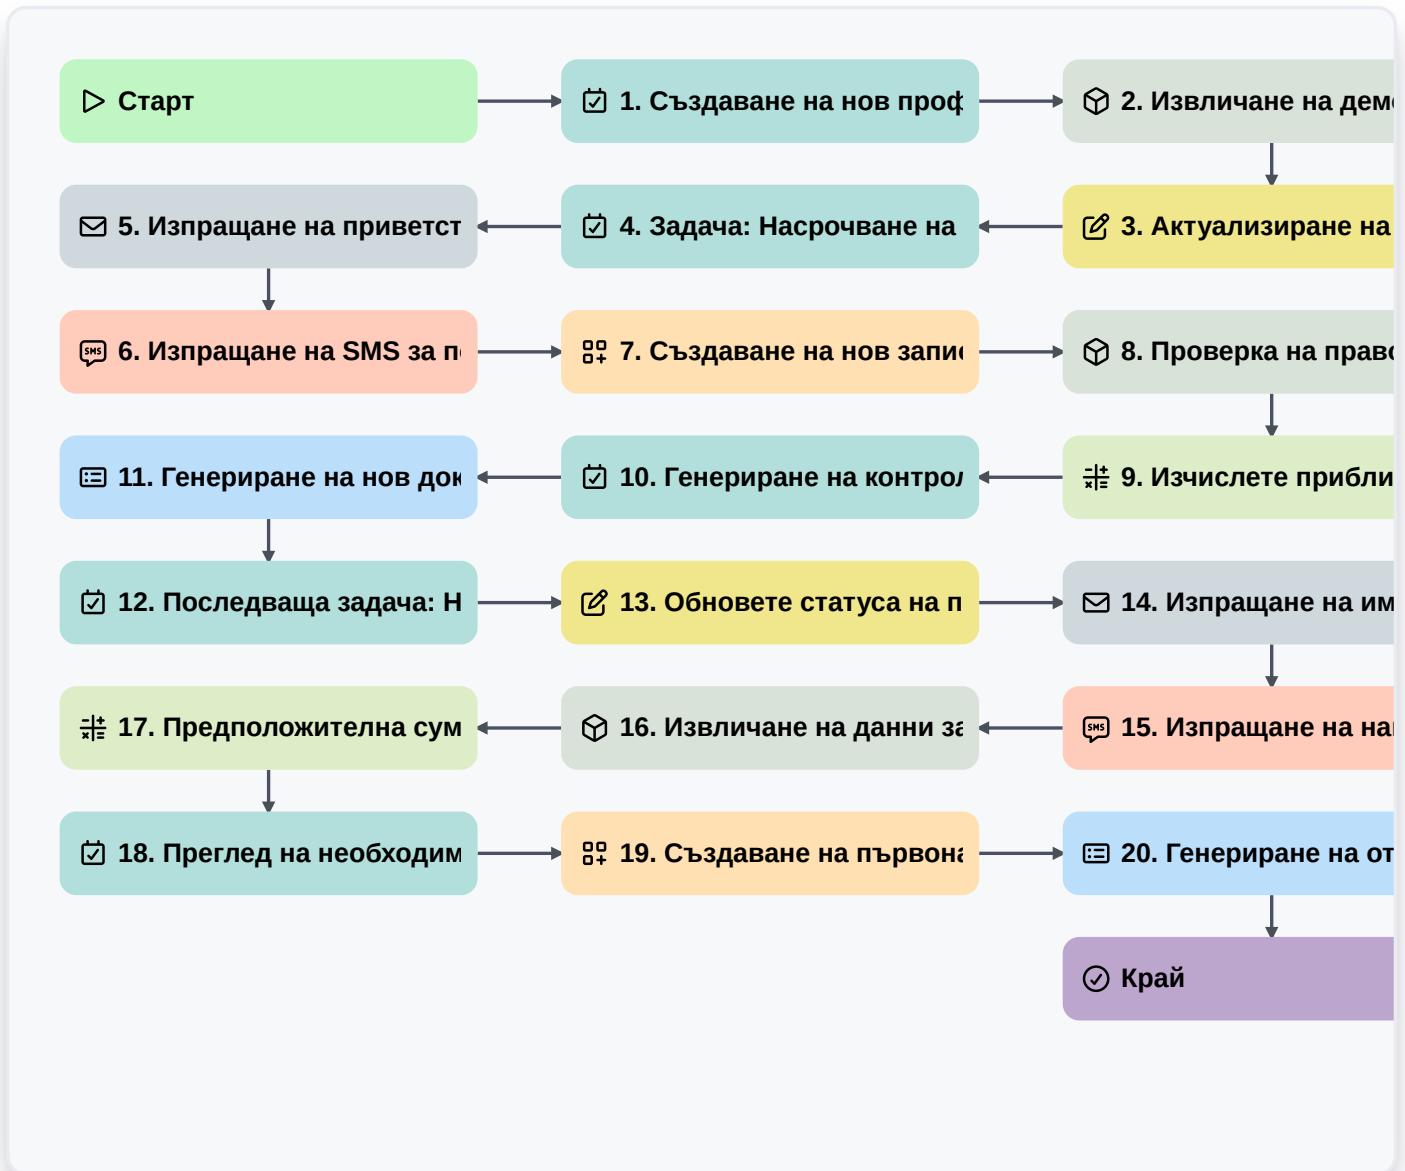 Старт
1. Създаване на нов проф
2. Извличане на дем
5. Изпращане на приветст
4. Задача: Насрочване на
3. Актуализиране на
6. Изпращане на SMS за п
7. Създаване на нов запис
8. Проверка на право
11. Генериране на нов док
10. Генериране на контрол
9. Изчислете прибли
12. Последваща задача: Н
13. Обновете статуса на п
14. Изпращане на им
17. Предположителна сум
16. Извличане на данни за
15. Изпращане на на
18. Преглед на необходим
19. Създаване на първона
20. Генериране на от
Край